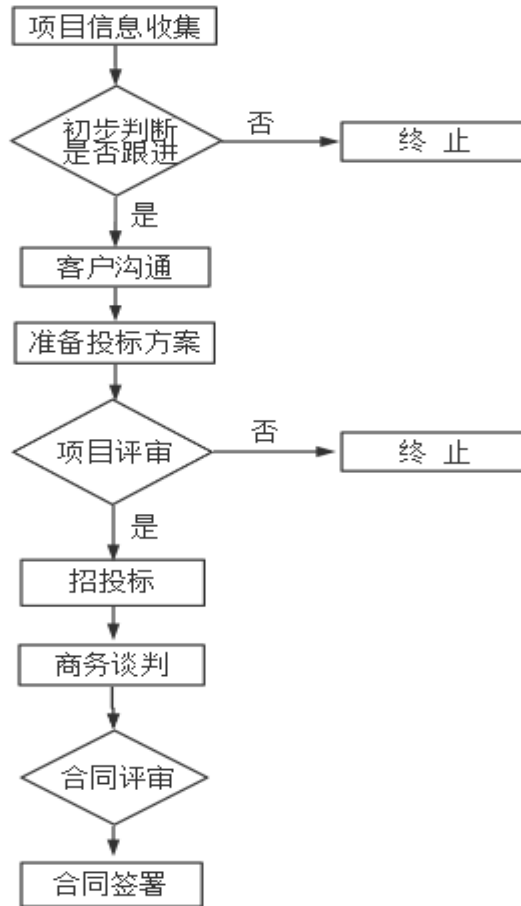 项目信息收集
初步判断
是否跟进
否
终 止
是
客户沟通
准备投标方案
项目评审
否
终 止
是
招投标
商务谈判
合同评审
合同签署